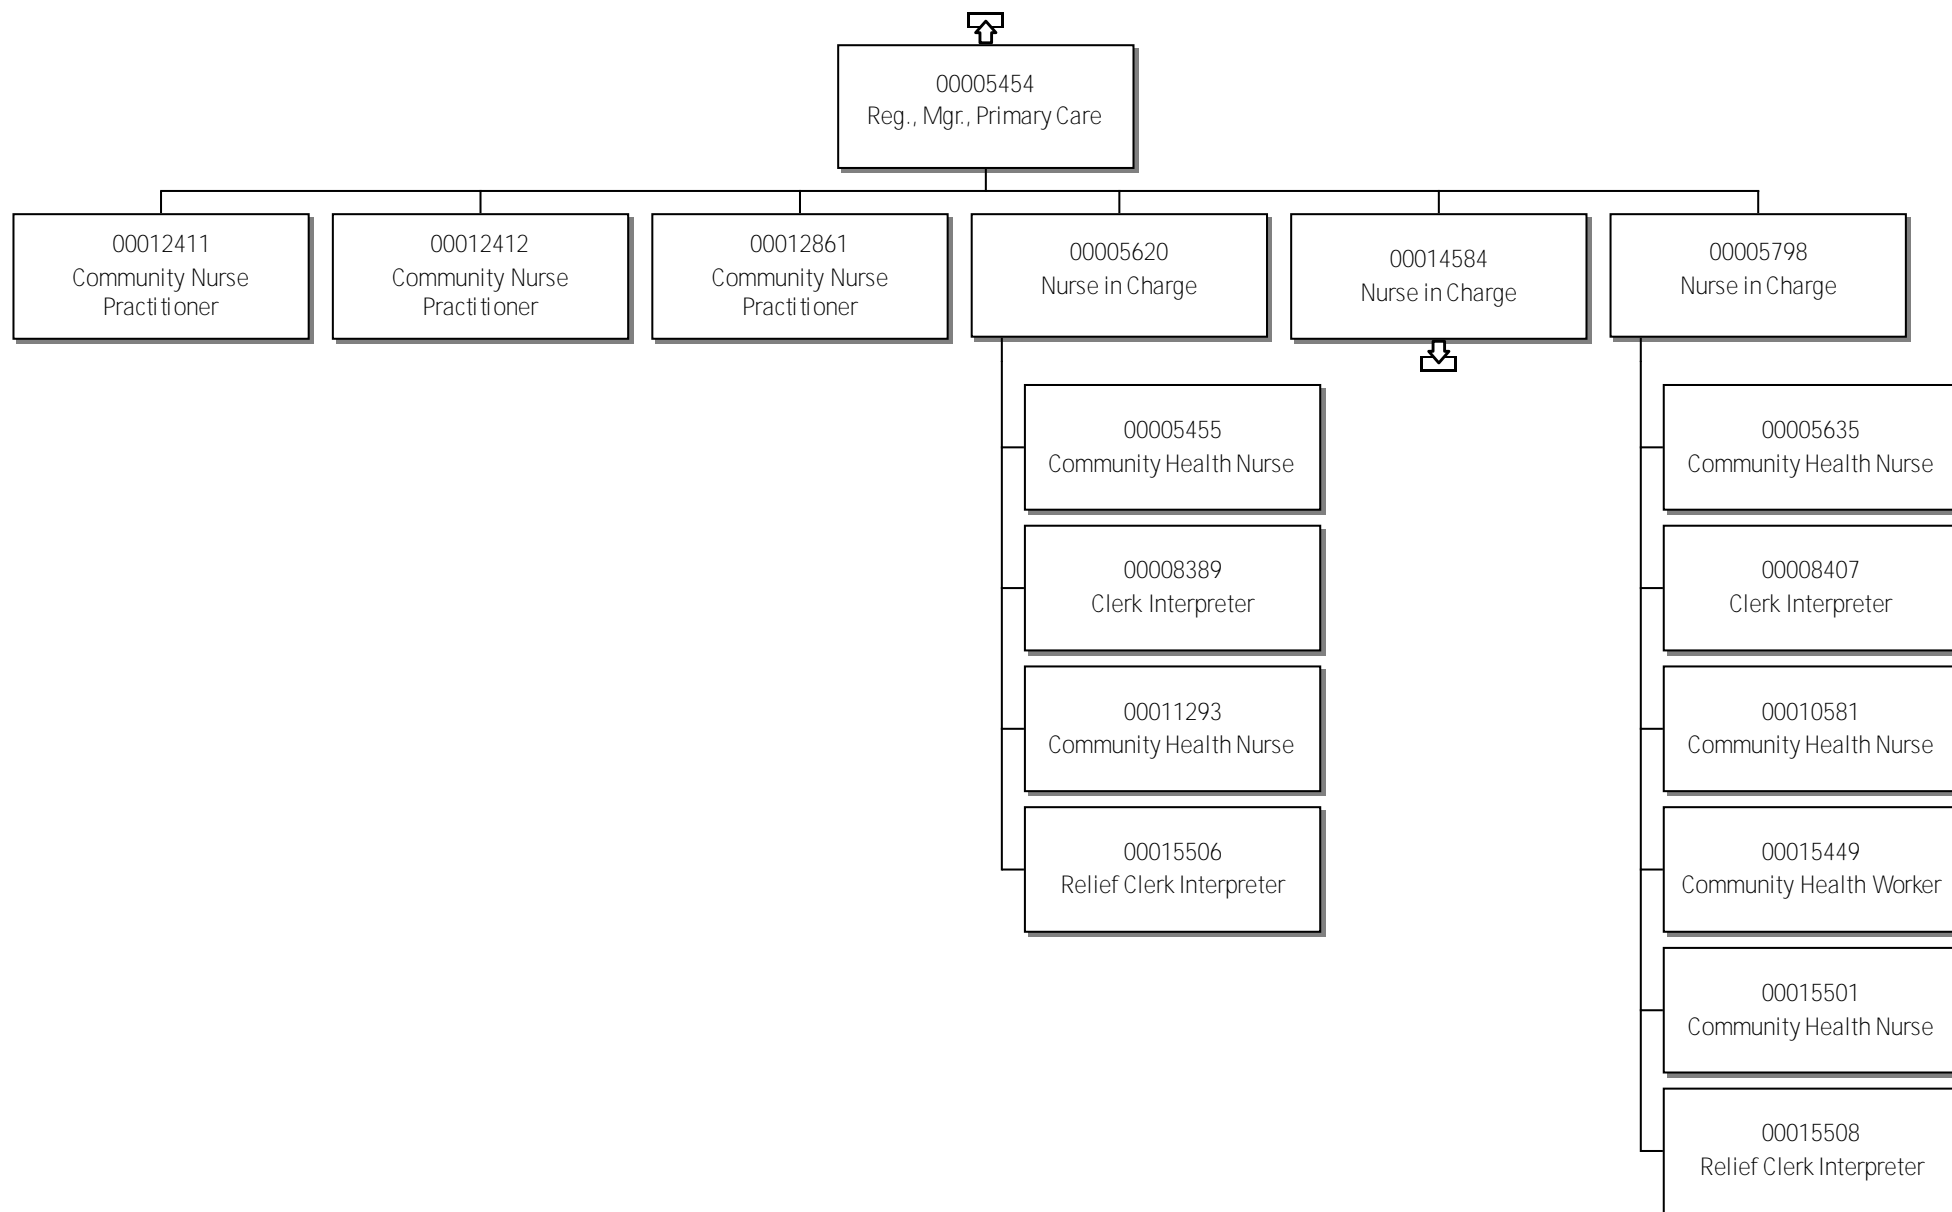 00005454
Reg., Mgr., Primary Care
00012411
Community Nurse
Practitioner
00012412
Community Nurse
Practitioner
00012861
Community Nurse
Practitioner
00005620
Nurse in Charge
00014584
Nurse in Charge
00005798
Nurse in Charge
00005455
Community Health Nurse
00008389
Clerk Interpreter
00011293
Community Health Nurse
00015506
Relief Clerk Interpreter
00005635
Community Health Nurse
00008407
Clerk Interpreter
00010581
Community Health Nurse
00015449
Community Health Worker
00015501
Community Health Nurse
00015508
Relief Clerk Interpreter